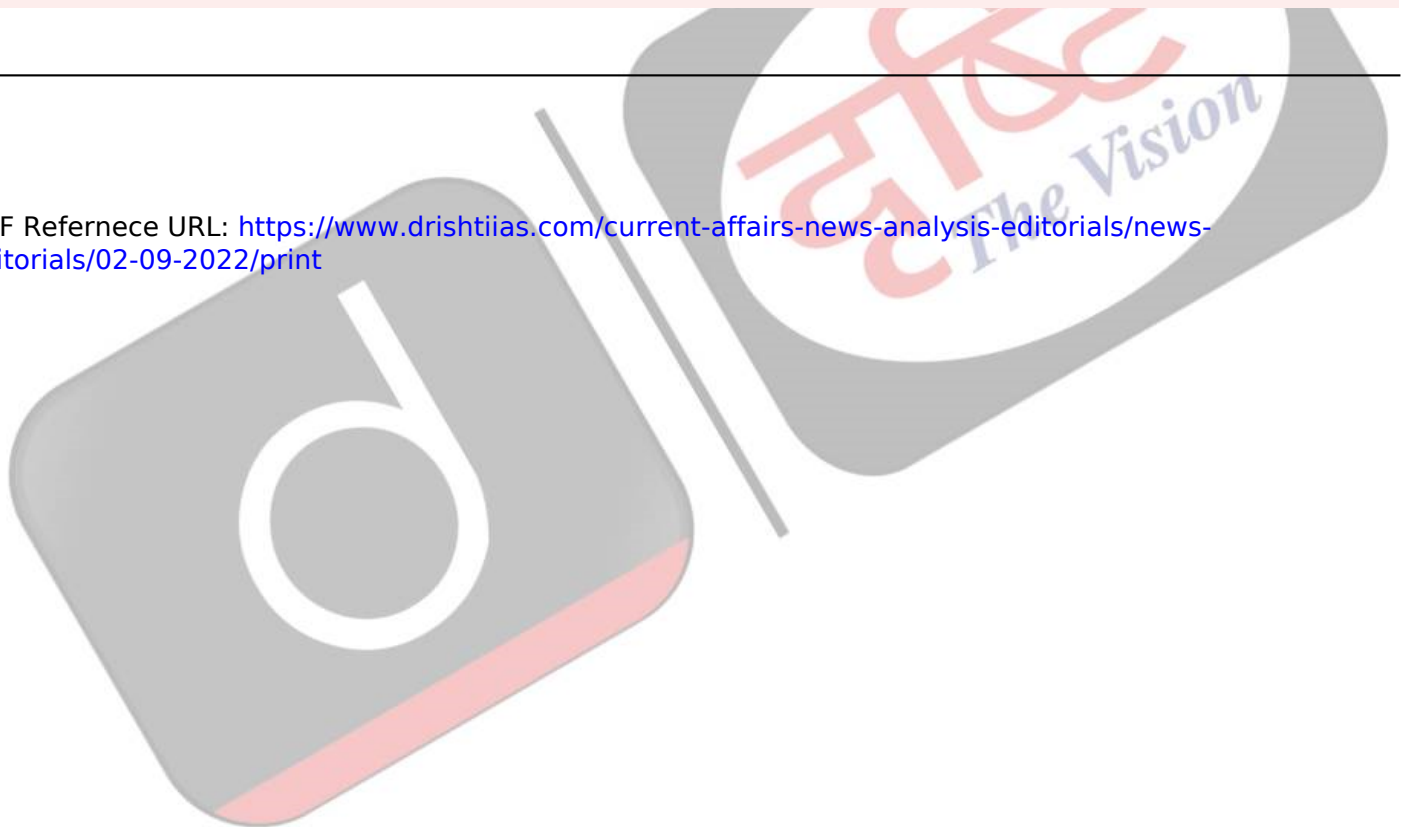 दृष्टि
The Vision
F Refernece URL: https://www.drishtiias.com/current-affairs-news-analysis-editorials/news-
itorials/02-09-2022/print
d